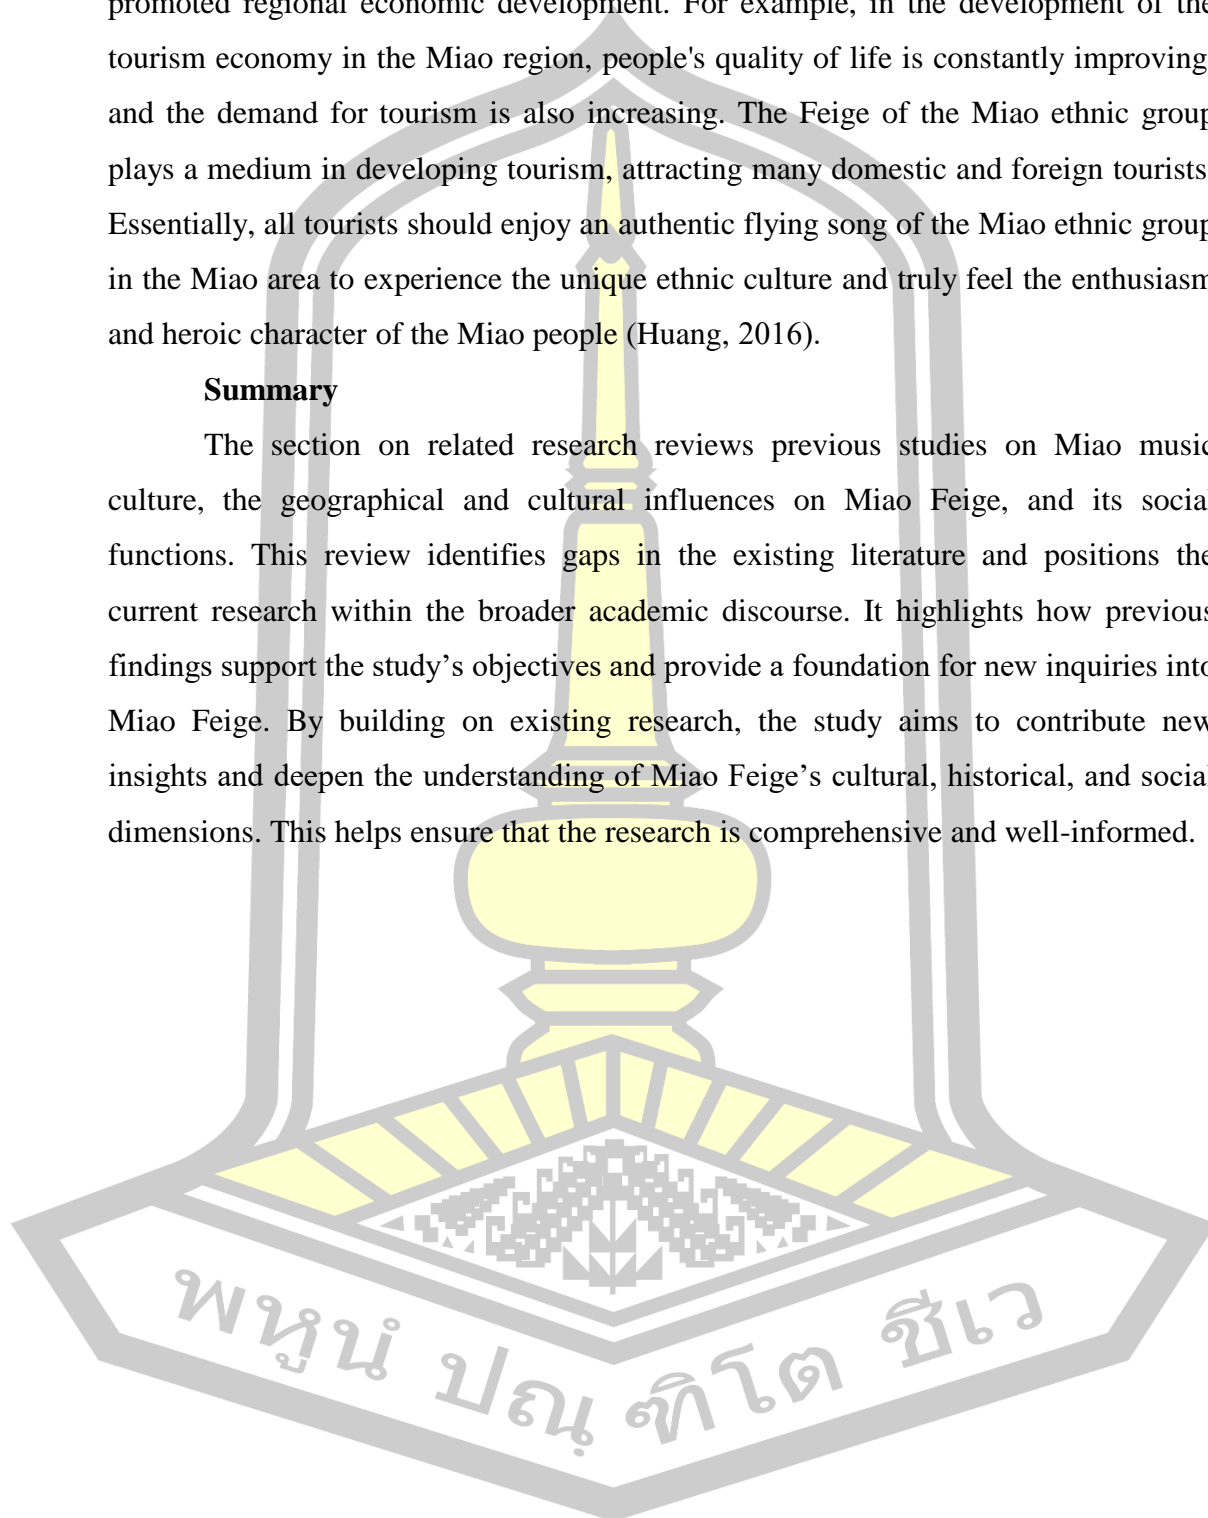 promoted regional economic development. For example, in the development of the
tourism economy in the Miao region, people's quality of life is constantly improving
and the demand for tourism is also increasing. The Feige of the Miao ethnic group
plays a medium in developing tourism, attracting many domestic and foreign tourists
Essentially, all tourists should enjoy an authentic flying song of the Miao ethnic group
in the Miao area to experience the unique ethnic culture and truly feel the enthusiasm
and heroic character of the Miao people (Huang, 2016).
Summary
The section on related research reviews previous studies on Miao music
culture, the geographical and cultural influences on Miao Feige, and its social
functions. This review identifies gaps in the existing literature and positions the
current research within the broader academic discourse. It highlights how previous
findings support the study’s objectives and provide a foundation for new inquiries into
Miao Feige. By building on existing research, the study aims to contribute new
insights and deepen the understanding of Miao Feige’s cultural, historical, and social
dimensions. This helps ensure that the research is comprehensive and well-informed.
พหูนํ ปณฺฑิโต ชีเว